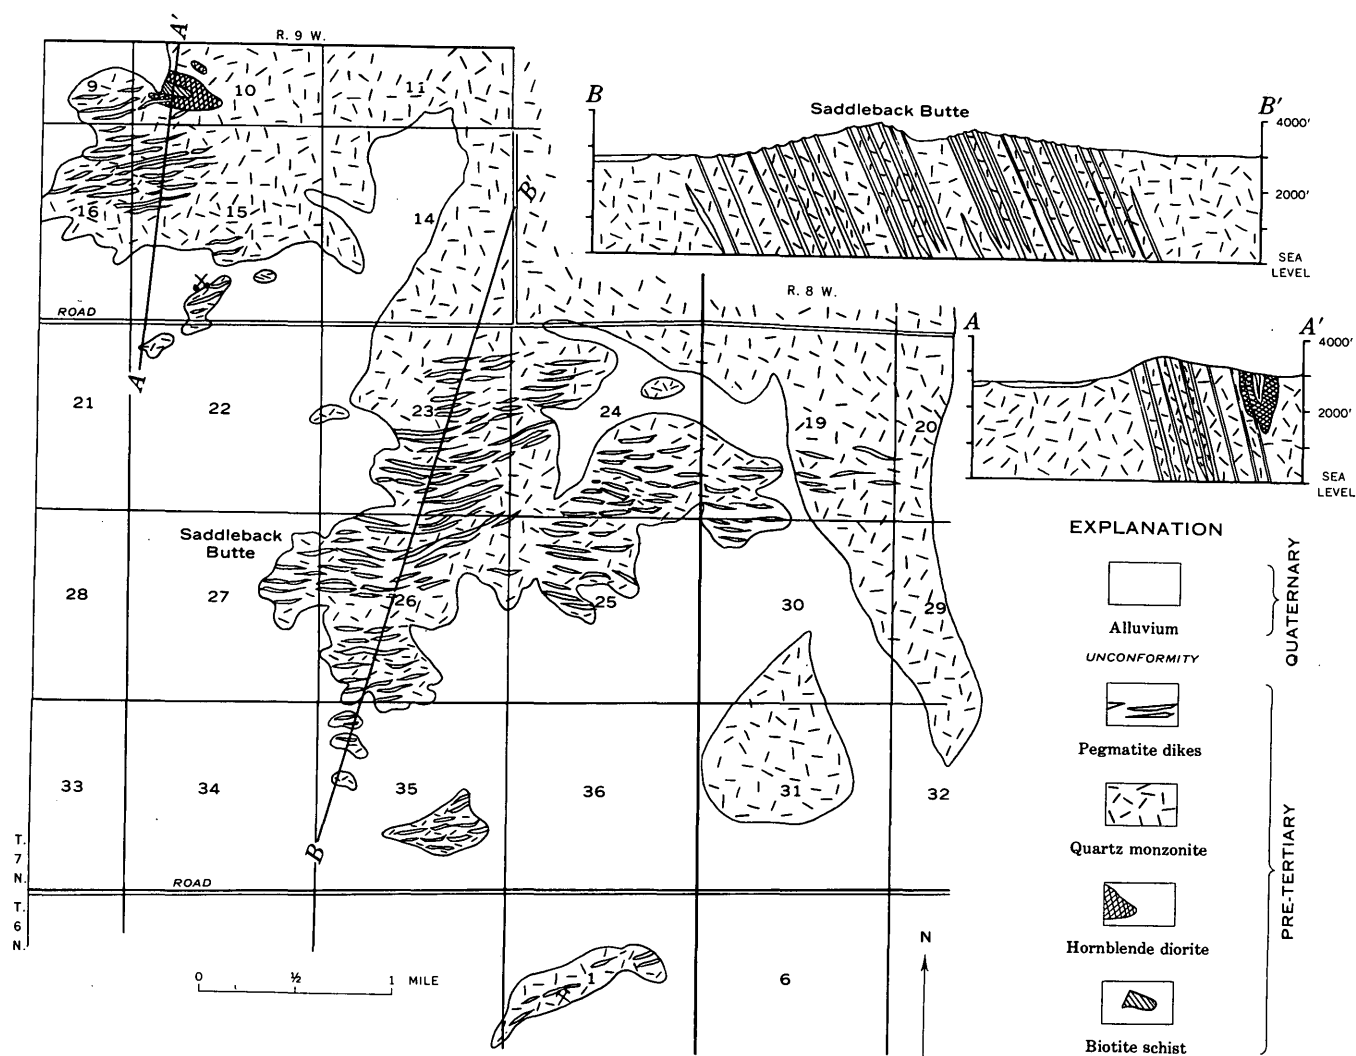 R. 9 W.
A'
9
10
11
16
15
14
B'
ROAD
A
21
22
23
24
19
20
Saddleback
Butte
28
27
26
25
30
29
33
34
35
36
31
32
B
T.
7
N.
ROAD
T.
6
N.
1
6
0
½
1 MILE
N
B
Saddleback Butte
B'
4000'
2000'
SEA
LEVEL
R. 8 W.
A
A'
4000'
2000'
SEA
LEVEL
EXPLANATION
Alluvium
QUATERNARY
UNCONFORMITY
Pegmatite dikes
Quartz monzonite
Hornblende diorite
Biotite schist
PRE-TERTIARY